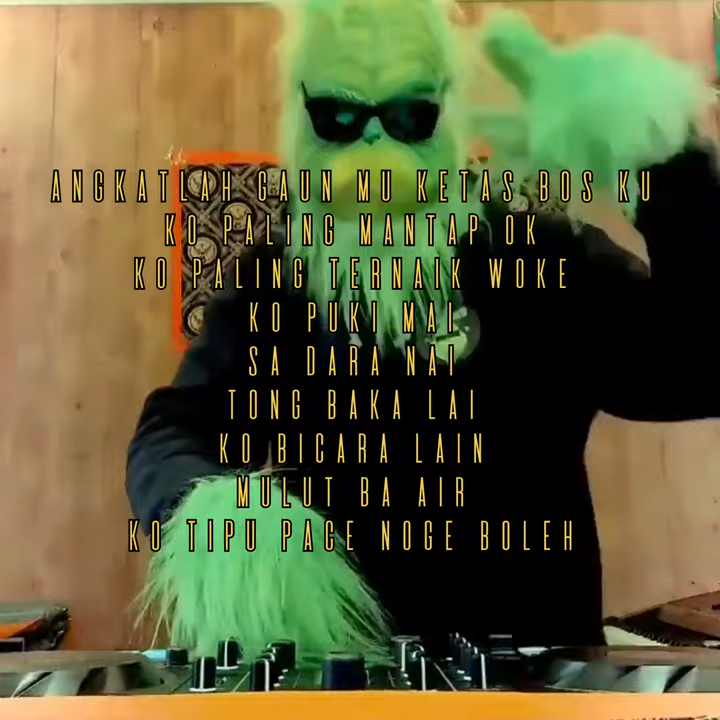 ANGKATLAH GAUN MU KETAS BOS KU
KO PALING MANTAP OK
KO PALING TERNAIK WOKE
KO PUKI MAI
SA DARA NAI
TONG BAKA LAI
KO BICARA LAIN
MULUT BA AIR
KO TIPU PACE NOGE BOLEH